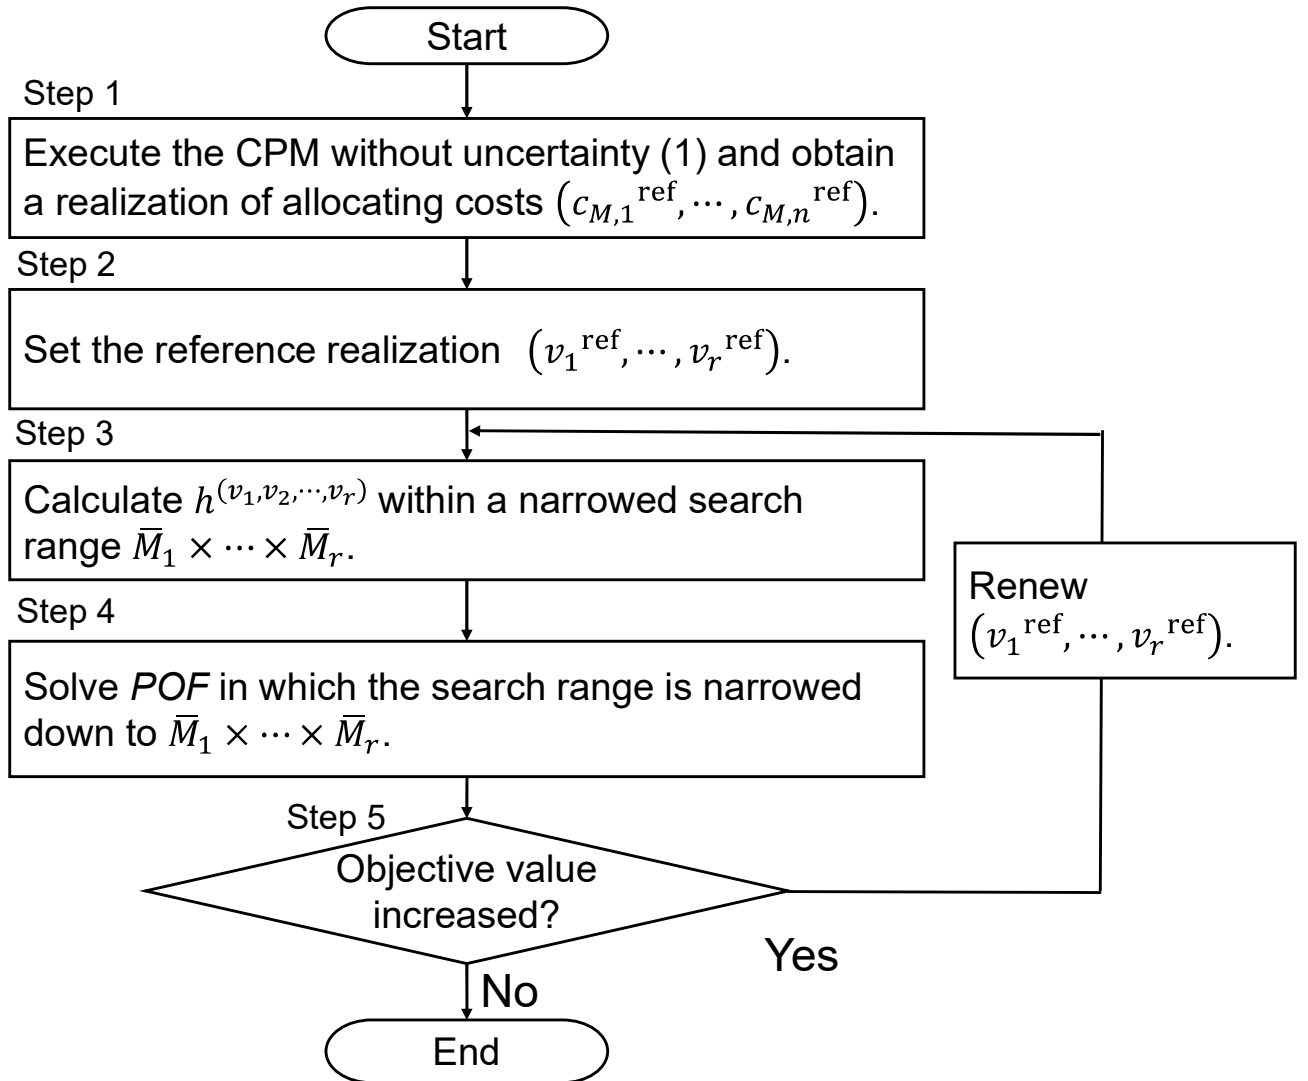 Start
Step 1
Execute the CPM without uncertainty (1) and obtain
a realization of allocating costs (c_{M,1}^{ref}, ⋯, c_{M,n}^{ref}).
Step 2
Set the reference realization (v_1^{ref}, ⋯, v_r^{ref}).
Step 3
Calculate h^{(v_1,v_2,⋯,v_r)} within a narrowed search
range M̅_1 × ⋯ × M̅_r.
Renew
(v_1^{ref}, ⋯, v_r^{ref}).
Step 4
Solve POF in which the search range is narrowed
down to M̅_1 × ⋯ × M̅_r.
Step 5
Objective value
increased?
Yes
No
End